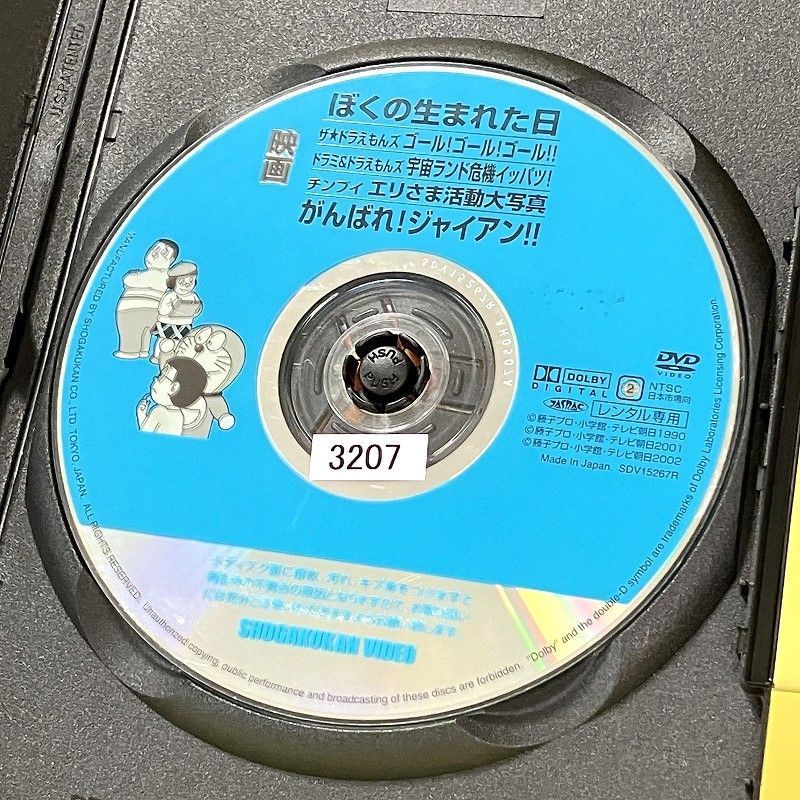 U.S. PATENTED
映画
ぼくの生まれた日
ザ★ドラえもんズ ゴール!ゴール!ゴール!!
ドラミ&ドラえもんズ 宇宙ランド危機イッパツ!
チンプイ エリさま活動大写真
がんばれ!ジャイアン!!
SDV15267R
PUSH
PUSH
3207
DVD
VIDEO
DOLBY
DIGITAL
2
NTSC
日本市場向
JASRAC
レンタル専用
©藤子プロ・小学館・テレビ朝日1990
©藤子プロ・小学館・テレビ朝日2001
©藤子プロ・小学館・テレビ朝日2002
Made In Japan. SDV15267R
SHOGAKUKAN VIDEO
MANUFACTURED BY SHOGAKUKAN CO., LTD. TOKYO, JAPAN. ALL RIGHTS RESERVED. Unauthorized copying, public performance and broadcasting of these discs are forbidden. "Dolby" and the double-D symbol are trademarks of Dolby Laboratories Licensing Corporation.